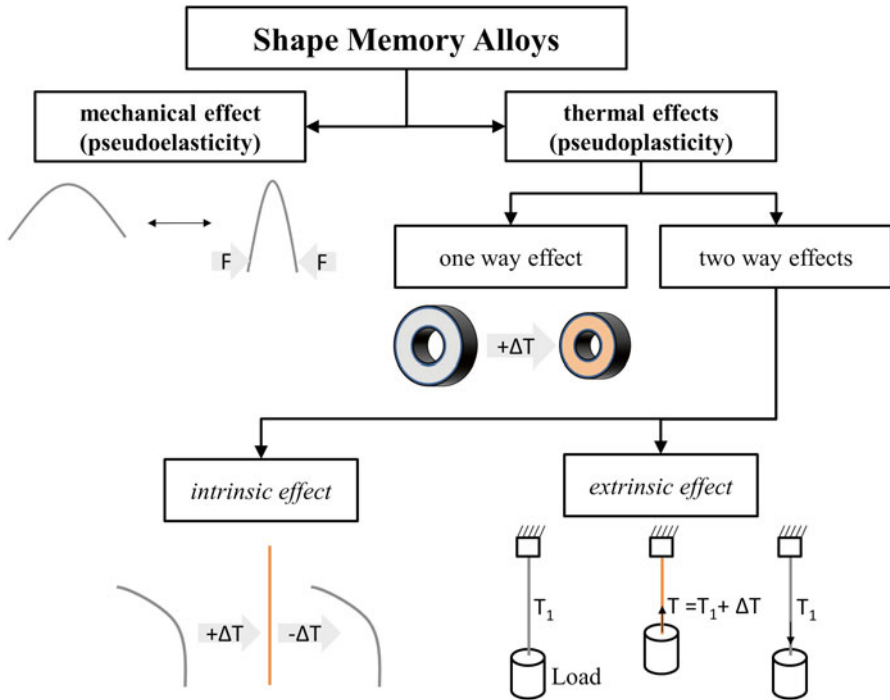 Shape Memory Alloys
mechanical effect
(pseudoelasticity)
thermal effects
(pseudoplasticity)
F
F
one way effect
two way effects
+ΔT
intrinsic effect
extrinsic effect
+ΔT
-ΔT
T₁
Load
T =T₁+ ΔT
T₁